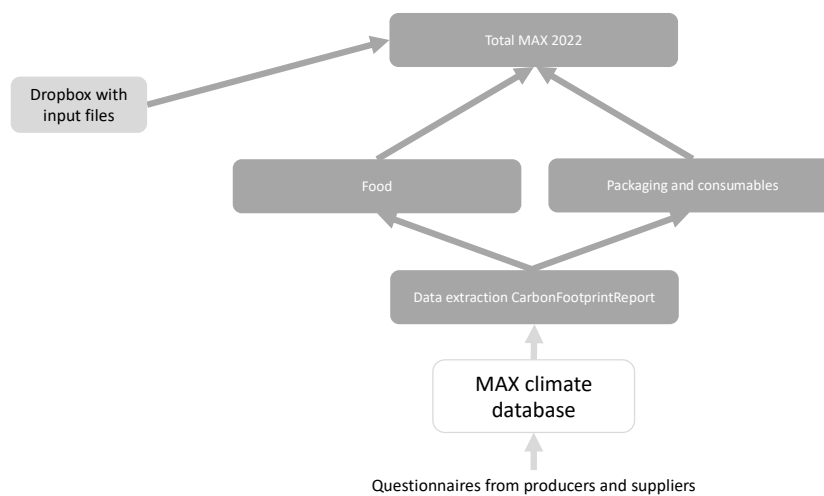 Total MAX 2022
Dropbox with
input files
Food
Packaging and consumables
Data extraction CarbonFootprintReport
MAX climate
database
Questionnaires from producers and suppliers